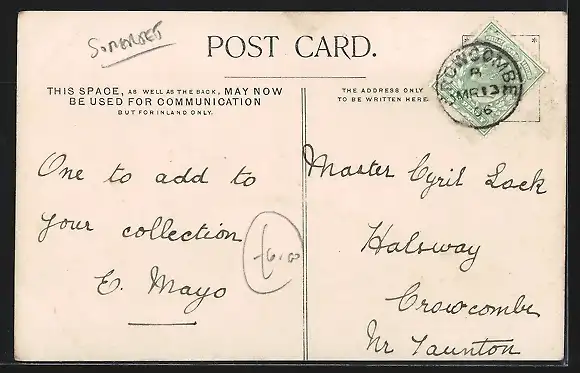 Somerset
POST CARD.
THIS SPACE, AS WELL AS THE BACK, MAY NOW
BE USED FOR COMMUNICATION
BUT FOR INLAND ONLY.
THE ADDRESS ONLY
TO BE WRITTEN HERE.
CROWCOMBE
A
MR 13
06
One to add to
your collection
E. Mayo
Master Cyril Lock
Halsway
Crowcombe
Nr Taunton